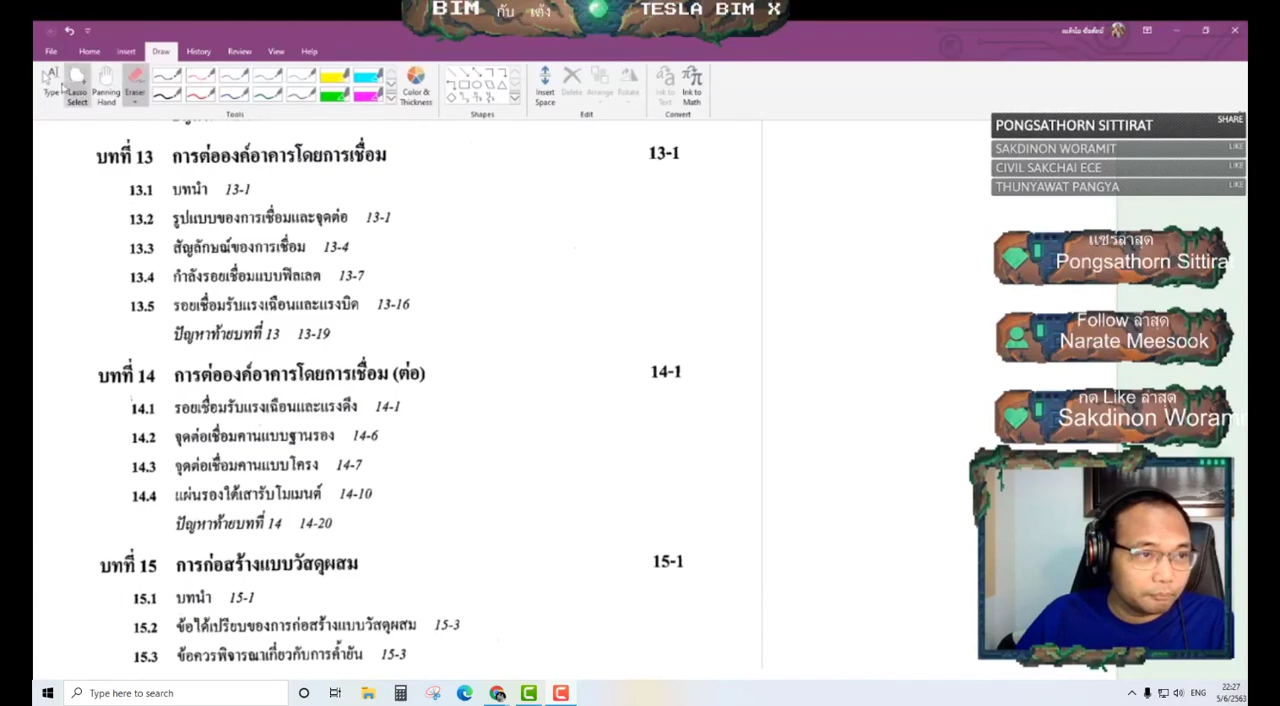 BIM กับ เต้ง TESLA BIM X
File Home Insert Draw History Review View Help
Type Lasso Select Panning Hand Eraser Color & Thickness Insert Space Delete Arrange Rotate Ink to Text Ink to Math
Tools Shapes Edit Convert
บทที่ 13 การต่อองค์อาคารโดยการเชื่อม 13-1
13.1 บทนำ 13-1
13.2 รูปแบบของการเชื่อมและจุดต่อ 13-1
13.3 สัญลักษณ์ของการเชื่อม 13-4
13.4 กำลังรอยเชื่อมแบบฟิลเลต 13-7
13.5 รอยเชื่อมรับแรงเฉือนและแรงบิด 13-16
ปัญหาท้ายบทที่ 13 13-19
บทที่ 14 การต่อองค์อาคารโดยการเชื่อม (ต่อ) 14-1
14.1 รอยเชื่อมรับแรงเฉือนและแรงดึง 14-1
14.2 จุดต่อเชื่อมคานแบบฐานรอง 14-6
14.3 จุดต่อเชื่อมคานแบบโครง 14-7
14.4 แผ่นรองใต้เสารับโมเมนต์ 14-10
ปัญหาท้ายบทที่ 14 14-20
บทที่ 15 การก่อสร้างแบบวัสดุผสม 15-1
15.1 บทนำ 15-1
15.2 ข้อได้เปรียบของการก่อสร้างแบบวัสดุผสม 15-3
15.3 ข้อควรพิจารณาเกี่ยวกับการค้ำยัน 15-3
PONGSATHORN SITTIRAT SHARE
SAKDINON WORAMIT LIKE
CIVIL SAKCHAI ECE LIKE
THUNYAWAT PANGYA LIKE
แชร์ล่าสุด
Pongsathorn Sittirat
Follow ล่าสุด
Narate Meesook
กด Like ล่าสุด
Sakdinon Woram
Type here to search
ENG
22:27
5/6/2563